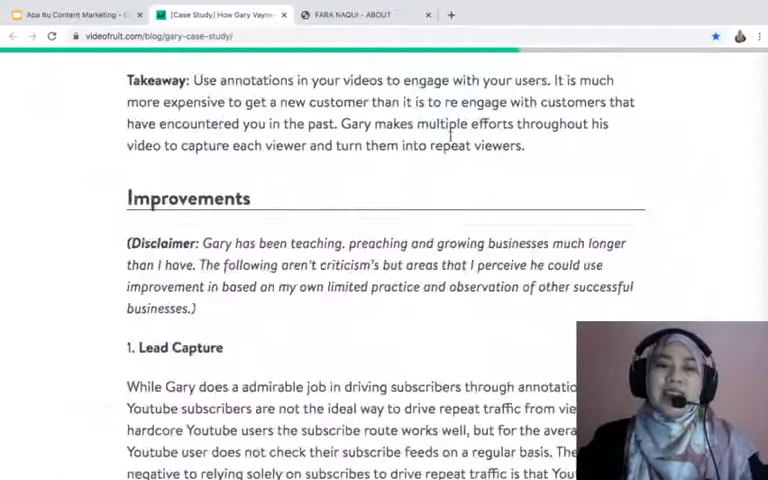 Apa Itu Content Marketing - G
[Case Study] How Gary Vayne
FARA NAQUI - ABOUT
videofruit.com/blog/gary-case-study/
Takeaway: Use annotations in your videos to engage with your users. It is much
more expensive to get a new customer than it is to re engage with customers that
have encountered you in the past. Gary makes multiple efforts throughout his
video to capture each viewer and turn them into repeat viewers.
Improvements
(Disclaimer: Gary has been teaching. preaching and growing businesses much longer
than I have. The following aren't criticism's but areas that I perceive he could use
improvement in based on my own limited practice and observation of other successful
businesses.)
1. Lead Capture
While Gary does a admirable job in driving subscribers through annotatio
Youtube subscribers are not the ideal way to drive repeat traffic from vie
hardcore Youtube users the subscribe route works well, but for the avera
Youtube user does not check their subscribe feeds on a regular basis. The
negative to relying solely on subscribes to drive repeat traffic is that You